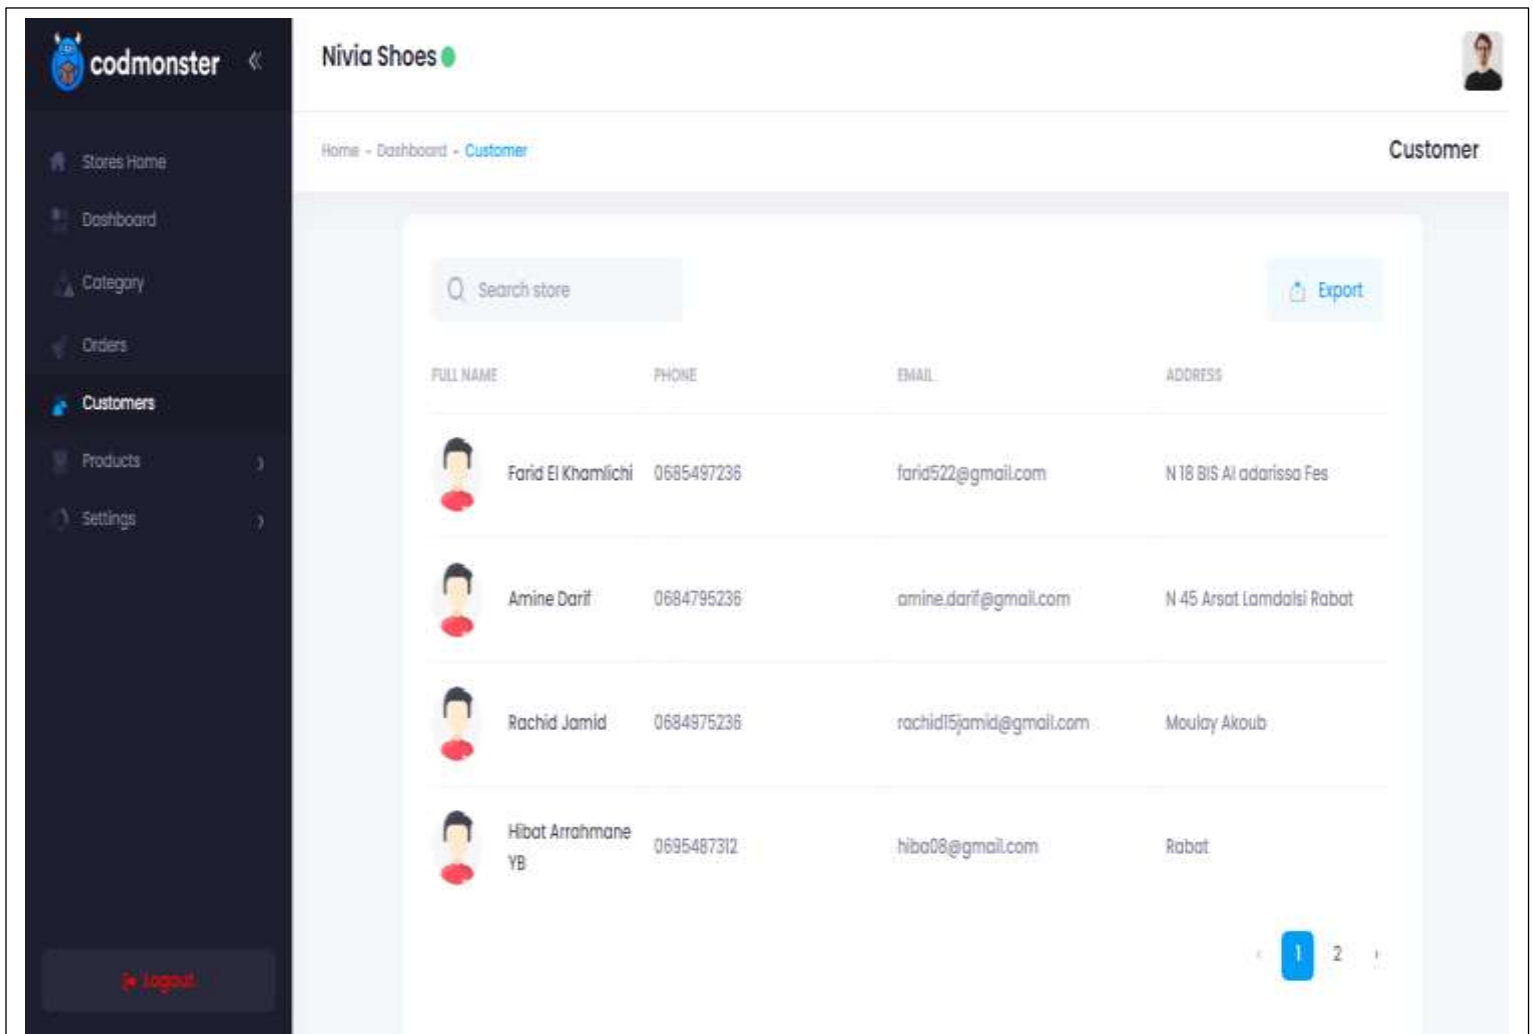 codmonster
Nivia Shoes
Stores Home
Dashboard
Category
Orders
Customers
Products
Settings
Logout
Home - Dashboard - Customer
Customer
Search store
Export
FULL NAME PHONE EMAIL ADDRESS
Farid El Khamlichi 0685497236 farid522@gmail.com N 18 BIS Al adarissa Fes
Amine Darif 0684795236 amine.darif@gmail.com N 45 Arsat Lamdalsi Rabat
Rachid Jamid 0684975236 rachid15jamid@gmail.com Moulay Akoub
Hibat Arrahmane
YB 0695487312 hiba08@gmail.com Rabat
1 2